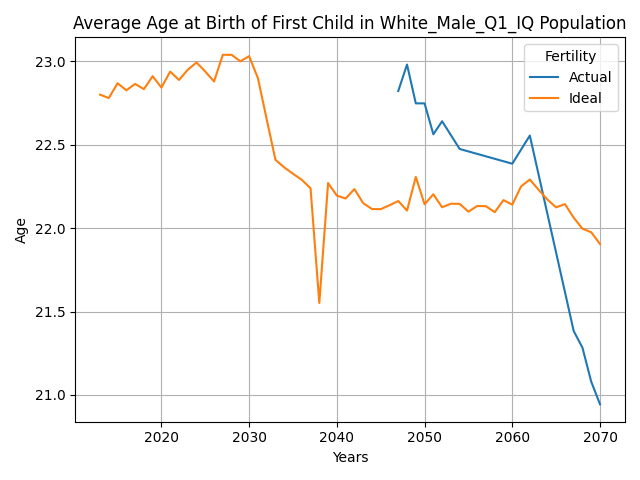 Average Age at Birth of First Child in White_Male_Q1_IQ Population
Fertility
Actual
Ideal
23.0
22.5
22.0
21.5
21.0
Age
2020
2030
2040
2050
2060
2070
Years